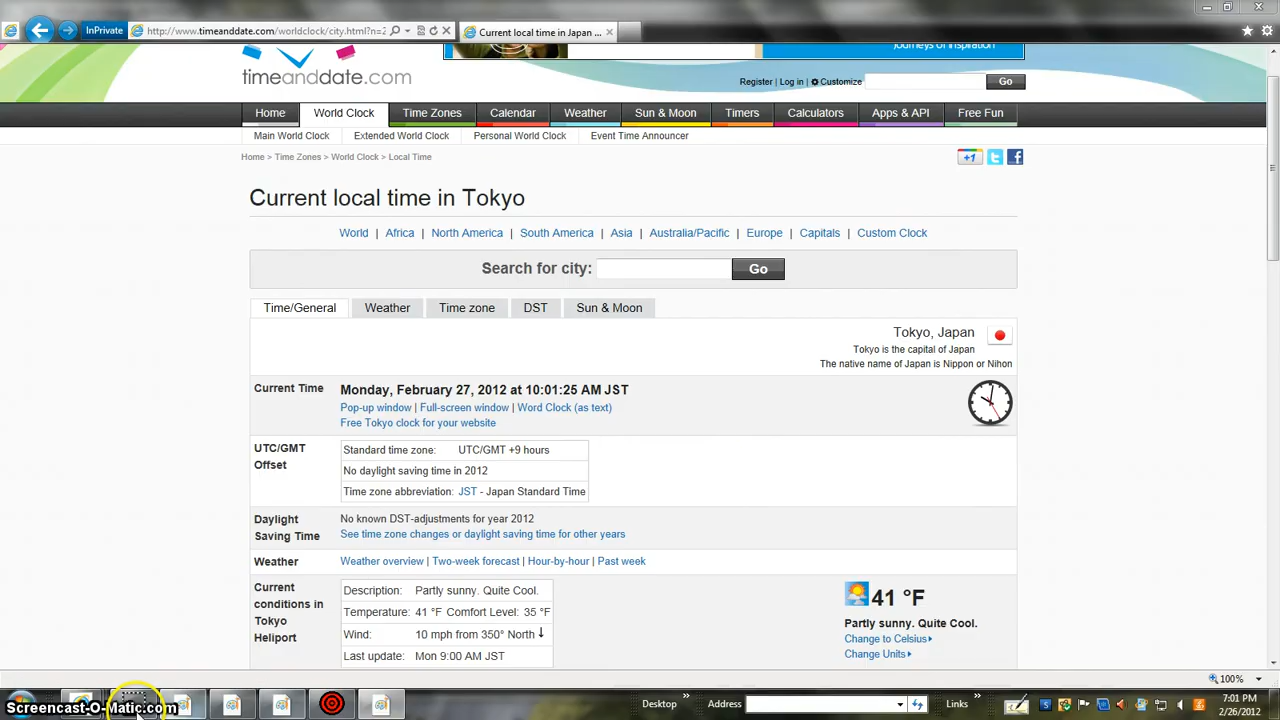 InPrivate
http://www.timeanddate.com/worldclock/city.html?n=2
Current local time in Japan ...
Journeys of Inspiration
timeanddate.com
Register | Log in | Customize
Go
Home World Clock Time Zones Calendar Weather Sun & Moon Timers Calculators Apps & API Free Fun
Main World Clock Extended World Clock Personal World Clock Event Time Announcer
Home > Time Zones > World Clock > Local Time
+1
Current local time in Tokyo
World | Africa | North America | South America | Asia | Australia/Pacific | Europe | Capitals | Custom Clock
Search for city: Go
Time/General Weather Time zone DST Sun & Moon
Tokyo, Japan
Tokyo is the capital of Japan
The native name of Japan is Nippon or Nihon
Current Time Monday, February 27, 2012 at 10:01:25 AM JST
Pop-up window | Full-screen window | Word Clock (as text)
Free Tokyo clock for your website
UTC/GMT Offset
Standard time zone: UTC/GMT +9 hours
No daylight saving time in 2012
Time zone abbreviation: JST - Japan Standard Time
Daylight Saving Time
No known DST-adjustments for year 2012
See time zone changes or daylight saving time for other years
Weather Weather overview | Two-week forecast | Hour-by-hour | Past week
Current conditions in Tokyo Heliport
Description: Partly sunny. Quite Cool.
Temperature: 41 °F Comfort Level: 35 °F
Wind: 10 mph from 350° North
Last update: Mon 9:00 AM JST
41 °F
Partly sunny. Quite Cool.
Change to Celsius
Change Units
100%
Screencast-O-Matic.com
Desktop » Address Links »
7:01 PM
2/26/2012